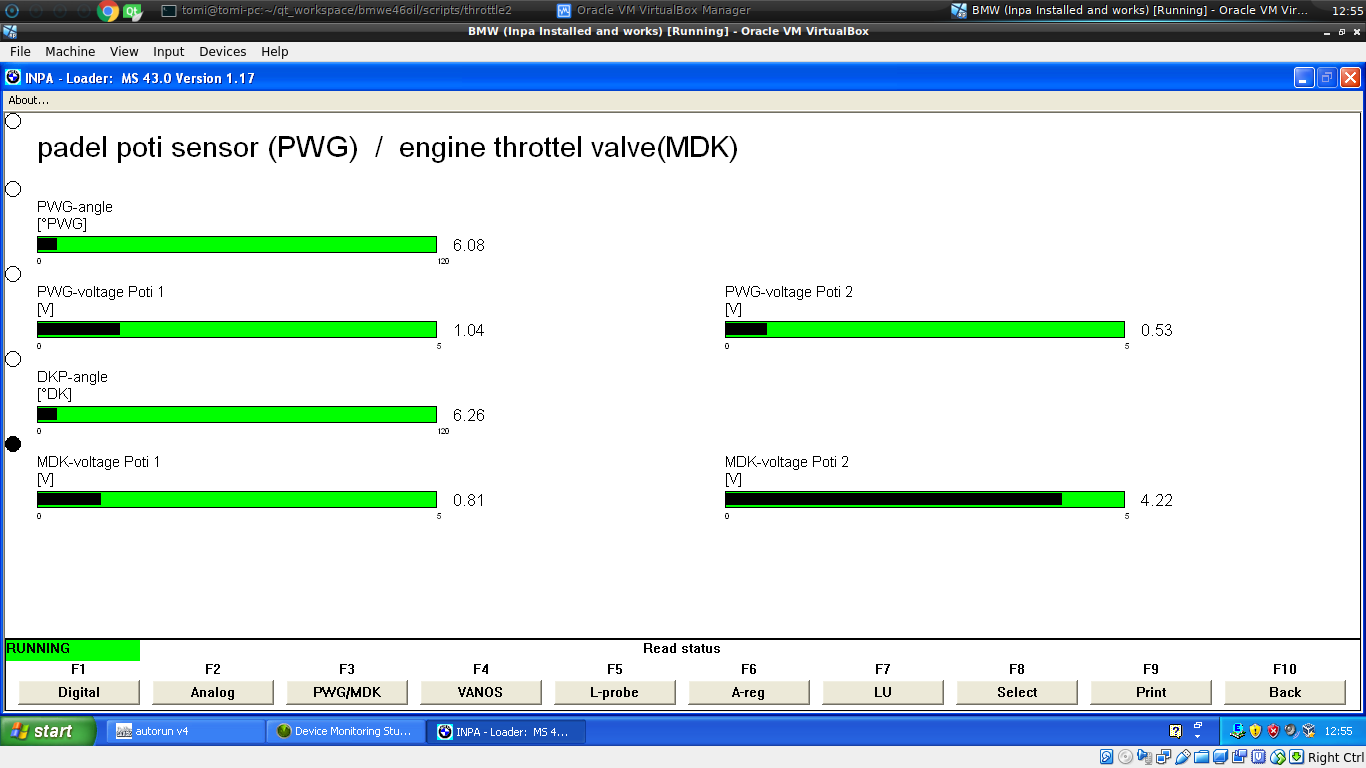 tomi@tomi-pc:~/qt_workspace/bmwe46oil/scripts/throttle2
Oracle VM VirtualBox Manager
BMW (Inpa Installed and works) [Running] - Oracle VM Vir...
12:55
BMW (Inpa Installed and works) [Running] - Oracle VM VirtualBox
File Machine View Input Devices Help
INPA - Loader: MS 43.0 Version 1.17
About...
padel poti sensor (PWG) / engine throttel valve(MDK)
PWG-angle
[°PWG]
6.08
0 120
PWG-voltage Poti 1
[V]
1.04
0 5
PWG-voltage Poti 2
[V]
0.53
0 5
DKP-angle
[°DK]
6.26
0 120
MDK-voltage Poti 1
[V]
0.81
0 5
MDK-voltage Poti 2
[V]
4.22
0 5
RUNNING
Read status
F1 F2 F3 F4 F5 F6 F7 F8 F9 F10
Digital Analog PWG/MDK VANOS L-probe A-reg LU Select Print Back
start
autorun v4
Device Monitoring Stu...
INPA - Loader: MS 4...
12:55
Right Ctrl